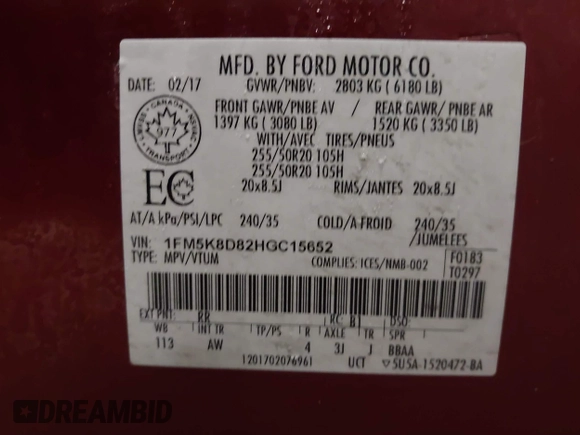 MFD. BY FORD MOTOR CO.
DATE: 02/17 GVWR/PNBV: 2803 KG ( 6180 LB)
FRONT GAWR/PNBE AV / REAR GAWR/ PNBE AR
1397 KG ( 3080 LB) 1520 KG ( 3350 LB)
WITH/AVEC TIRES/PNEUS
255/50R20 105H
255/50R20 105H
20x8.5J RIMS/JANTES 20x8.5J
CANADA
977
TRANSPORT
EC
AT/A kPa/PSI/LPC 240/35 COLD/A FROID 240/35
/JUMELEES
VIN: 1FM5K8D82HGC15652
TYPE: MPV/VTUM COMPLIES: ICES/NMB-002
F0183
T0297
EXT PNT: RR RC: B DSO:
WB INT TR TP/PS R AXLE TR SPR
113 AW 4 3J J BBAA
1201702076961 UCT ▽5U5A-1520472-BA
DREAMBID